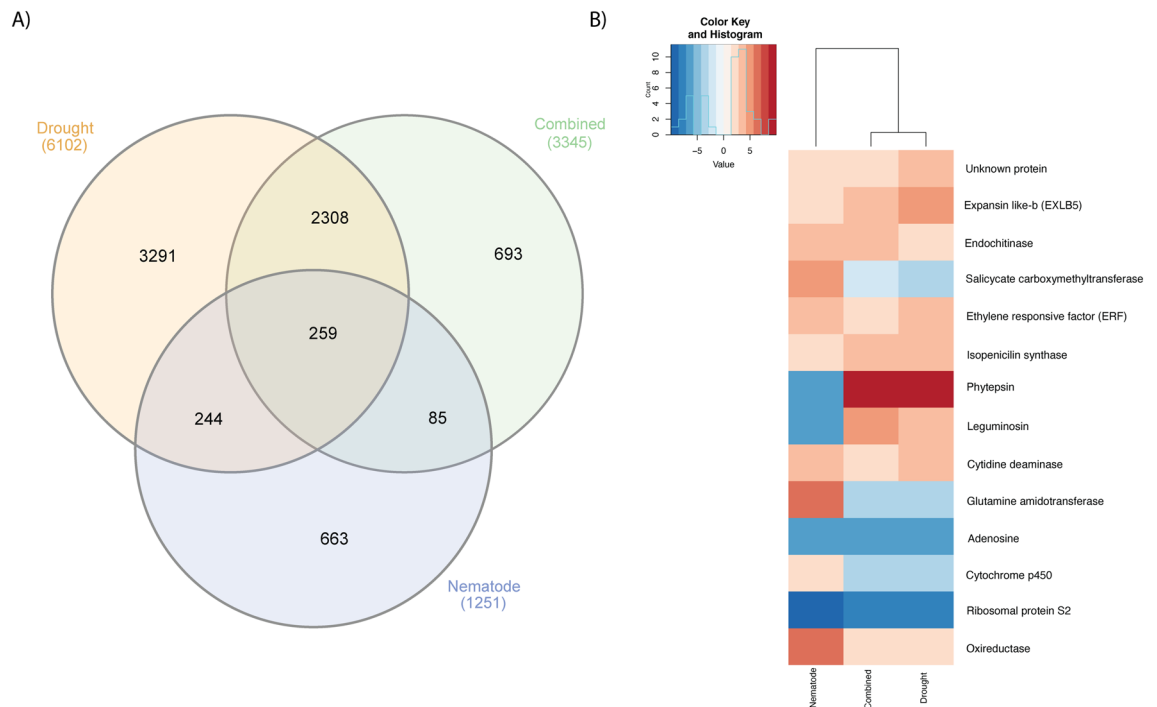 A)
Drought
(6102)
Combined
(3345)
2308
3291
693
259
244
85
663
Nematode
(1251)
B)
Color Key
and Histogram
Count
0 2 4 6 8 10
−5 0 5
Value
Unknown protein
Expansin like-b (EXLB5)
Endochitinase
Salicycate carboxymethyltransferase
Ethylene responsive factor (ERF)
Isopenicilin synthase
Phytepsin
Leguminosin
Cytidine deaminase
Glutamine amidotransferase
Adenosine
Cytochrome p450
Ribosomal protein S2
Oxireductase
Nematode
Combined
Drought